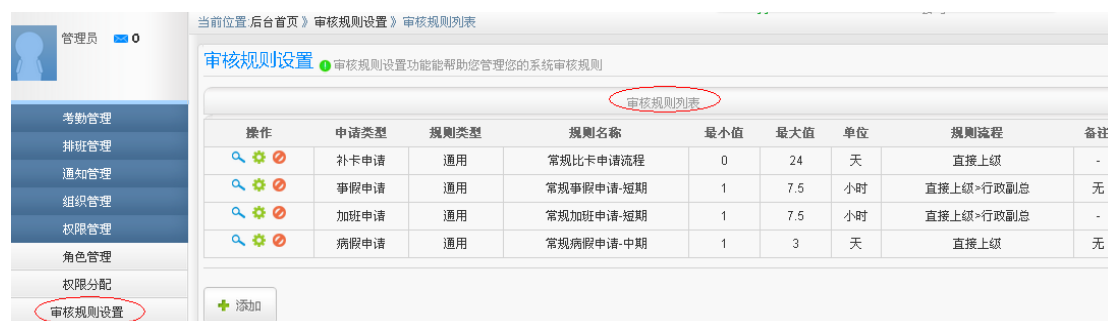 当前位置:后台首页 》 审核规则设置 》 审核规则列表
管理员 0
审核规则设置 审核规则设置功能能帮助您管理您的系统审核规则
审核规则列表
考勤管理
排班管理
通知管理
组织管理
权限管理
角色管理
权限分配
审核规则设置
操作 申请类型 规则类型 规则名称 最小值 最大值 单位 规则流程 备注
补卡申请 通用 常规比卡申请流程 0 24 天 直接上级 -
事假申请 通用 常规事假申请-短期 1 7.5 小时 直接上级>行政副总 无
加班申请 通用 常规加班申请-短期 1 7.5 小时 直接上级>行政副总 -
病假申请 通用 常规病假申请-中期 1 3 天 直接上级 无
添加